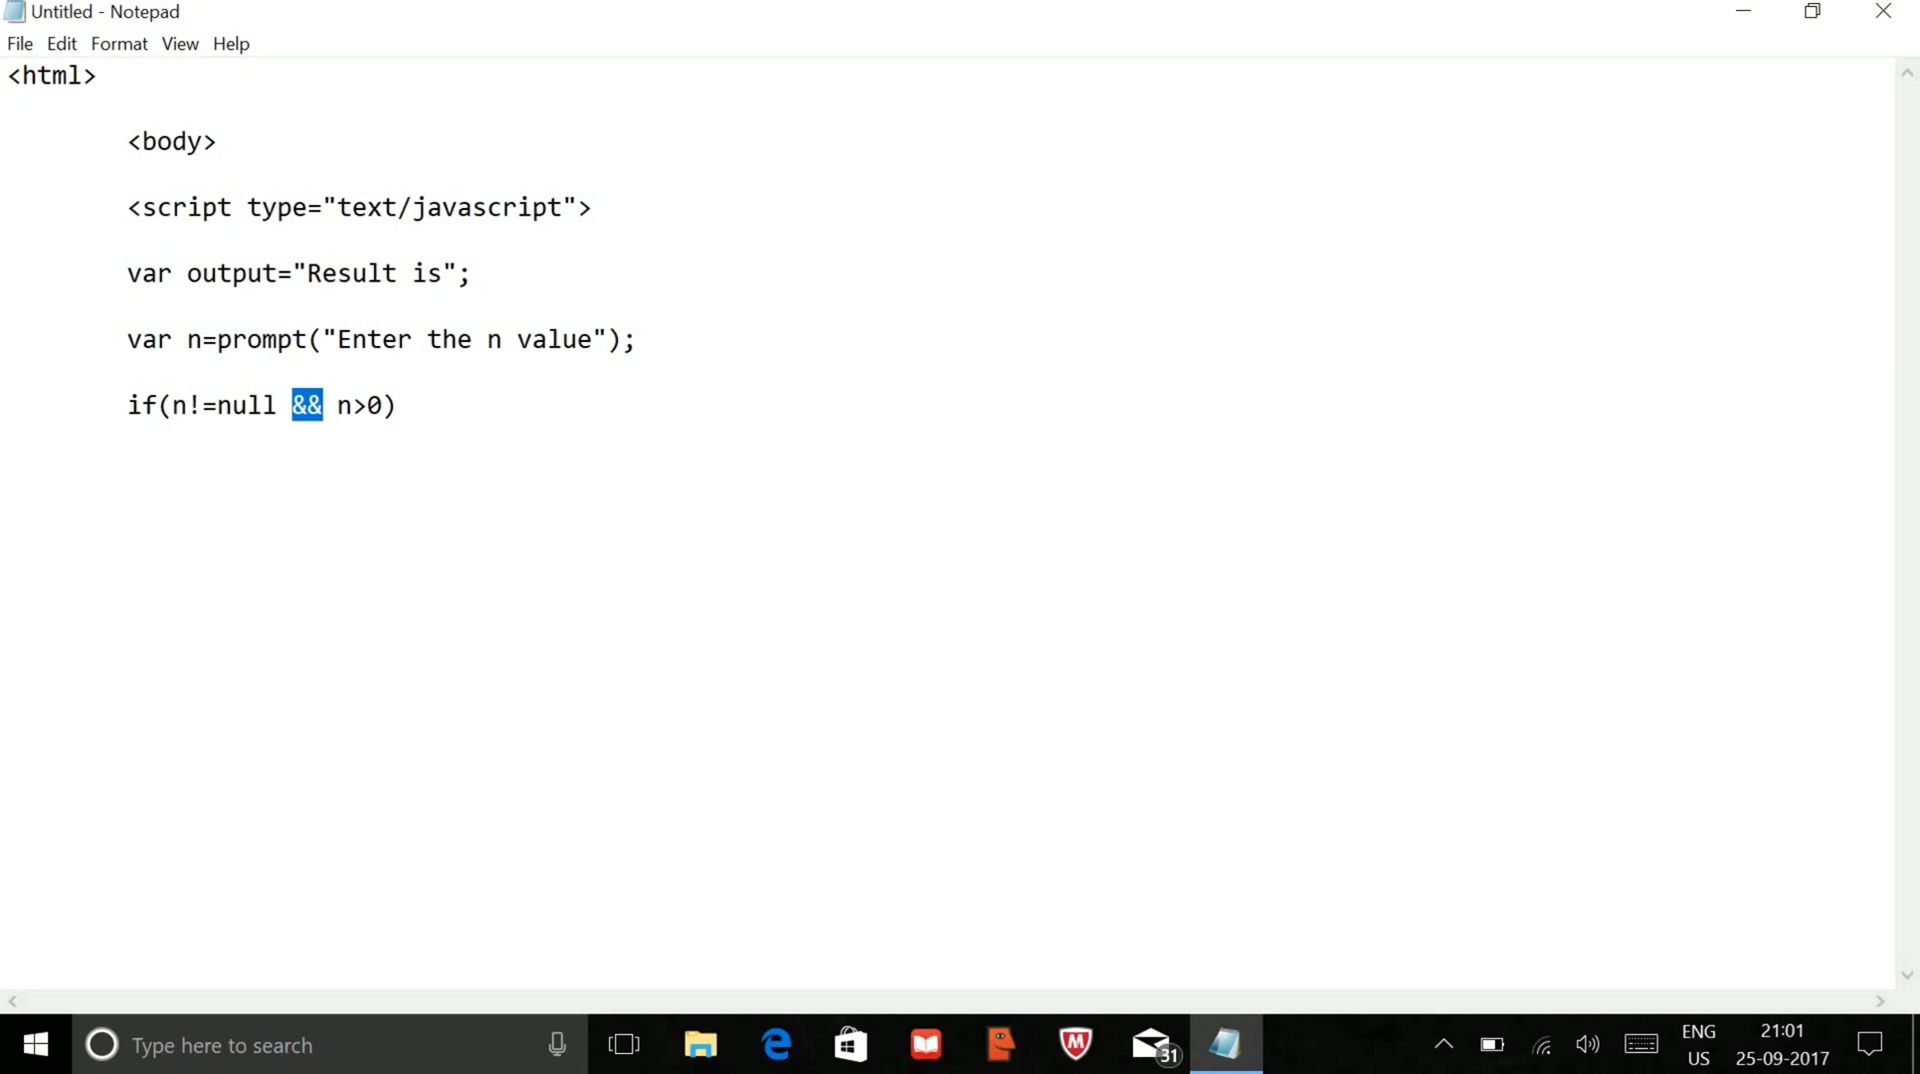 Untitled - Notepad
File Edit Format View Help
<html>
<body>
<script type="text/javascript">
var output="Result is";
var n=prompt("Enter the n value");
if(n!=null && n>0)
Type here to search
31
ENG
US
21:01
25-09-2017